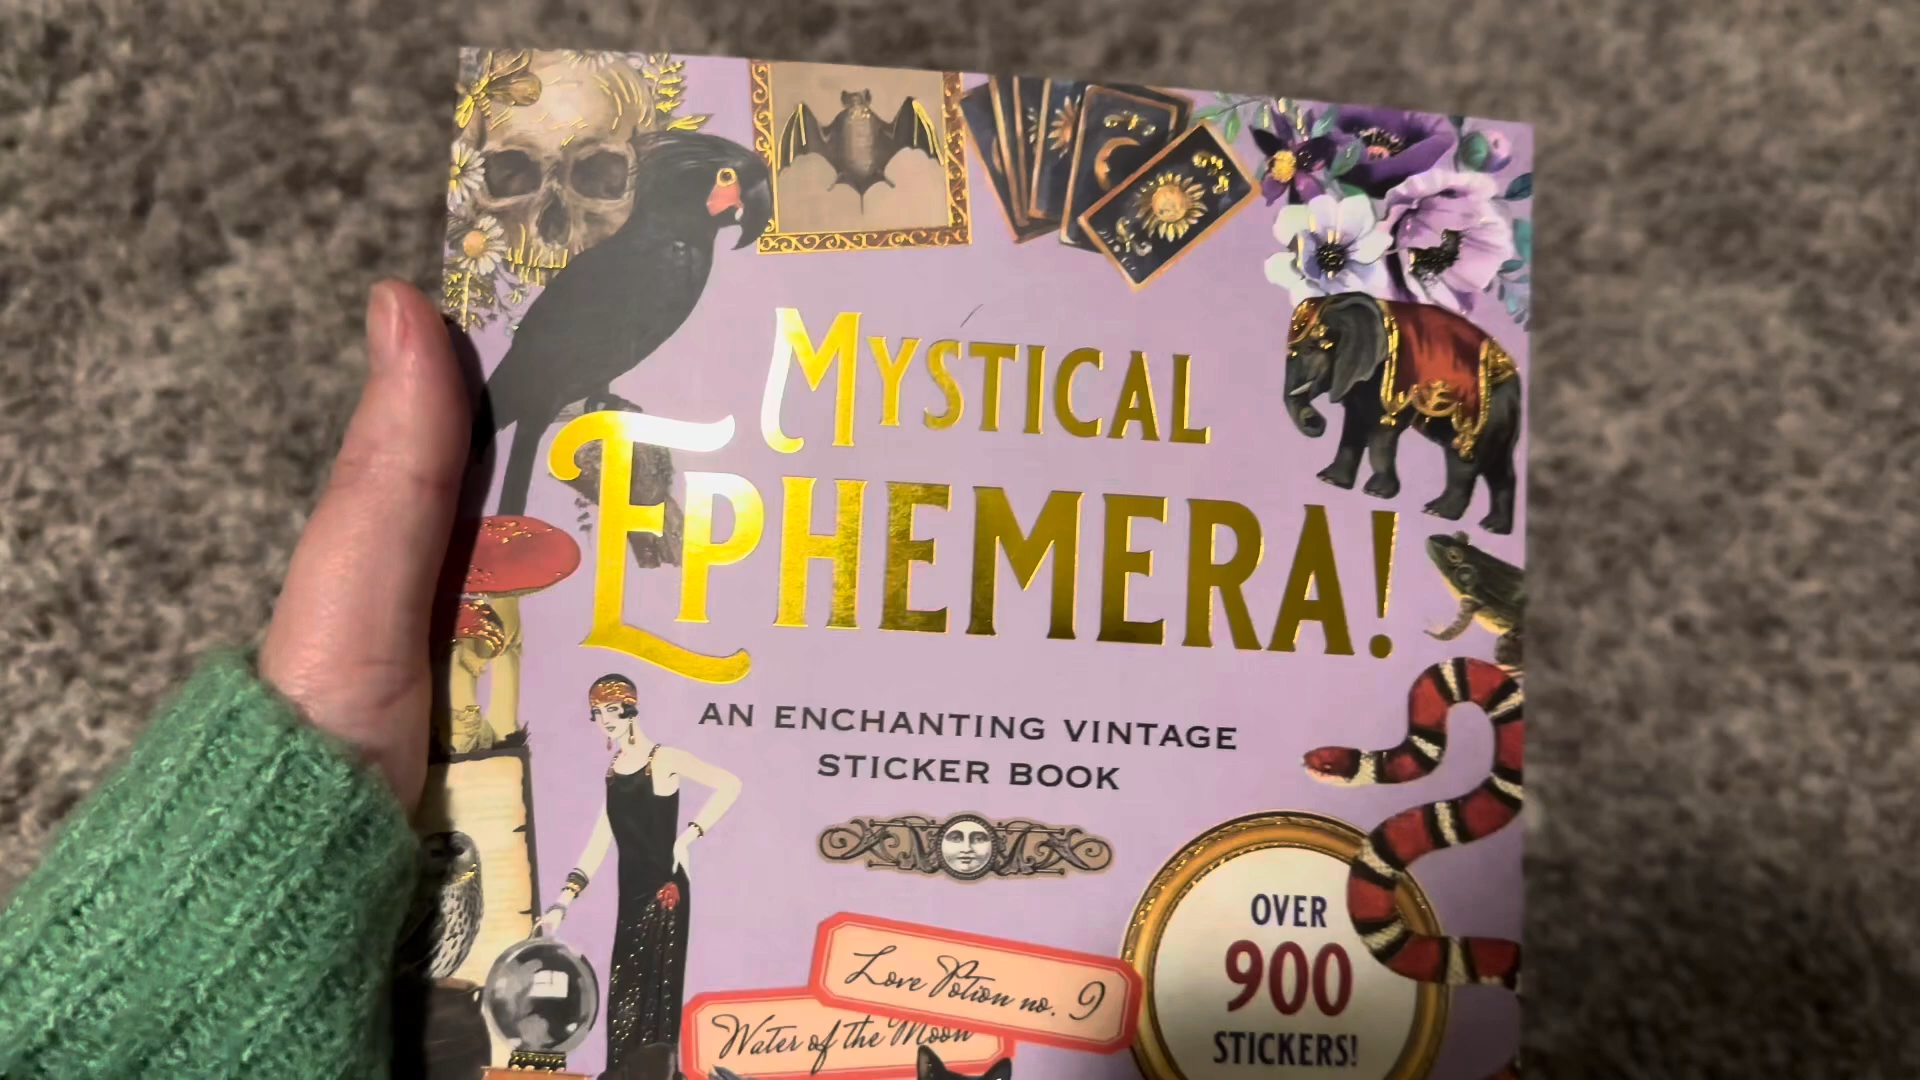 MYSTICAL
EPHEMERA!
AN ENCHANTING VINTAGE
STICKER BOOK
Love Potion no. 9
Water of the Moon
OVER
900
STICKERS!